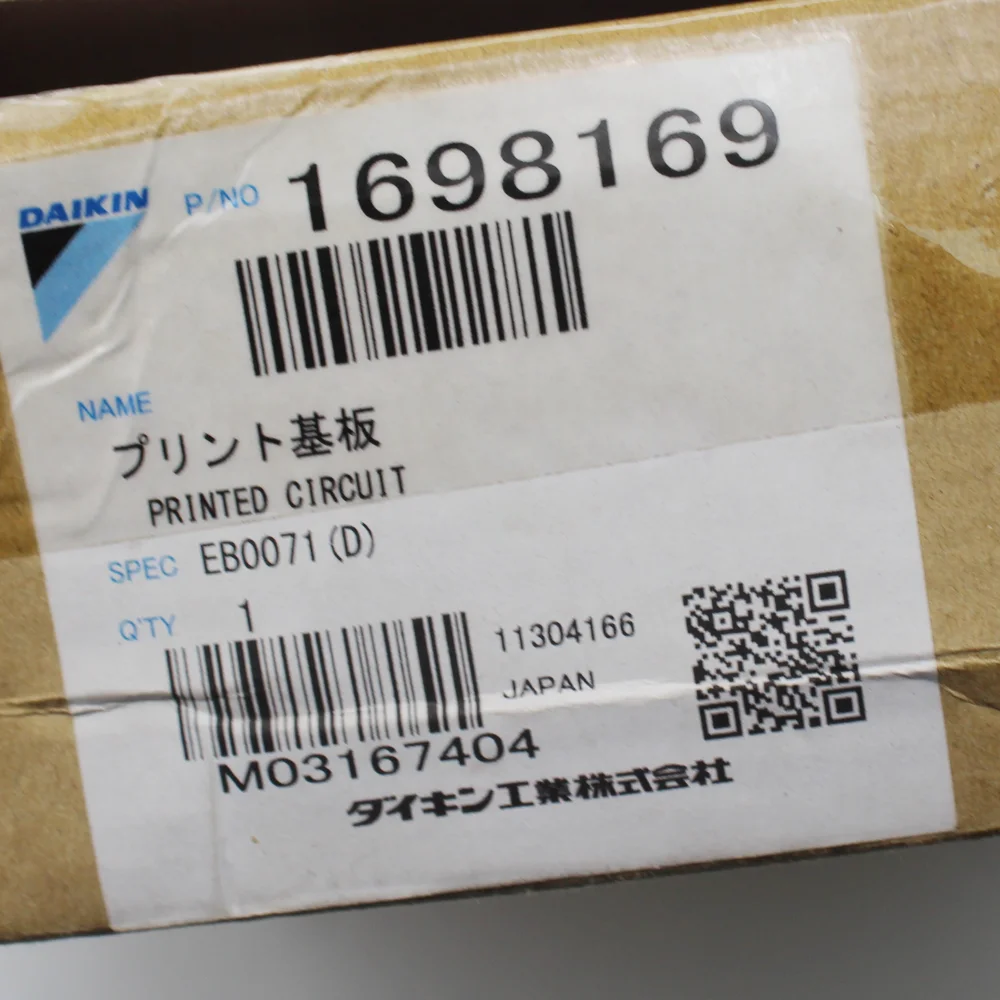 DAIKIN P/NO 1698169
NAME
プリント基板
PRINTED CIRCUIT
SPEC EB0071(D)
Q'TY 1
11304166
JAPAN
M03167404
ダイキン工業株式会社